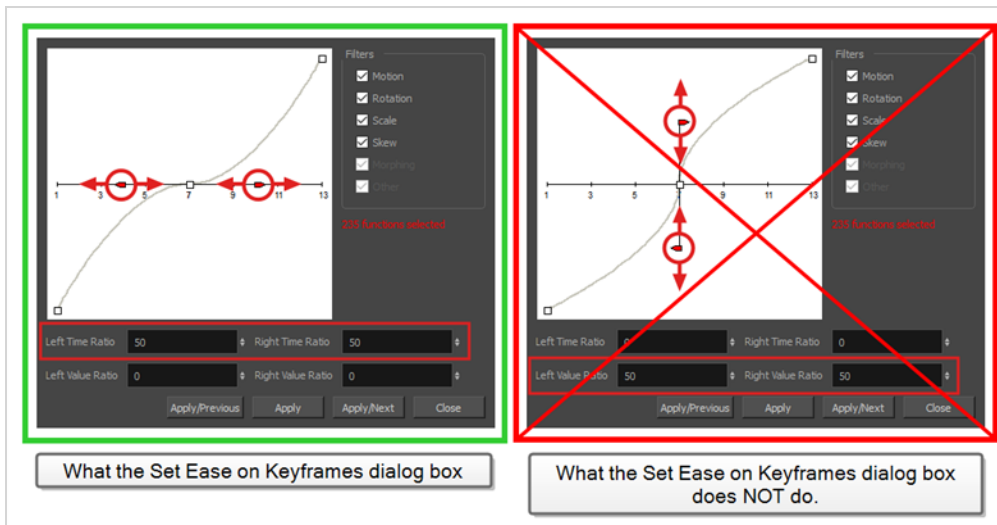 Filters
Motion
Rotation
Scale
Skew
Morphing
Other
1 3 5 7 9 11 13
235 functions selected
Left Time Ratio 50 Right Time Ratio 50
Left Value Ratio 0 Right Value Ratio 0
Apply/Previous Apply Apply/Next Close
What the Set Ease on Keyframes dialog box
Filters
Motion
Rotation
Scale
Skew
Morphing
Other
1 3 5 7 9 11 13
235 functions selected
Left Time Ratio 0 Right Time Ratio 0
Left Value Ratio 50 Right Value Ratio 50
Apply/Previous Apply Apply/Next Close
What the Set Ease on Keyframes dialog box
does NOT do.